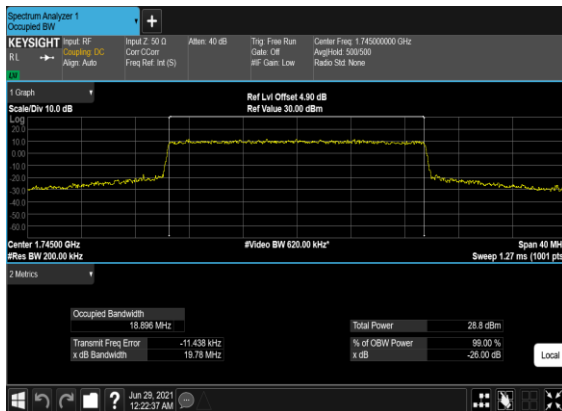 Spectrum Analyzer 1
Occupied BW
KEYSIGHT Input: RF Input Z: 50 Ω Atten: 40 dB Trig: Free Run Center Freq: 1.745000000 GHz
RL Coupling: DC Corr CCorr Gate: Off Avg|Hold: 500/500
Align: Auto Freq Ref: Int (S) #IF Gain: Low Radio Std: None
1 Graph
Ref Lvl Offset 4.90 dB
Scale/Div 10.0 dB Ref Value 30.00 dBm
Log
20.0
10.0
0.00
-10.0
-20.0
-30.0
-40.0
-50.0
-60.0
Center 1.74500 GHz #Video BW 620.00 kHz* Span 40 MH
#Res BW 200.00 kHz Sweep 1.27 ms (1001 pts
2 Metrics
Occupied Bandwidth
18.896 MHz Total Power 28.8 dBm
Transmit Freq Error -11.438 kHz % of OBW Power 99.00 %
x dB Bandwidth 19.78 MHz x dB -26.00 dB
Local
Jun 29, 2021
12:22:37 AM